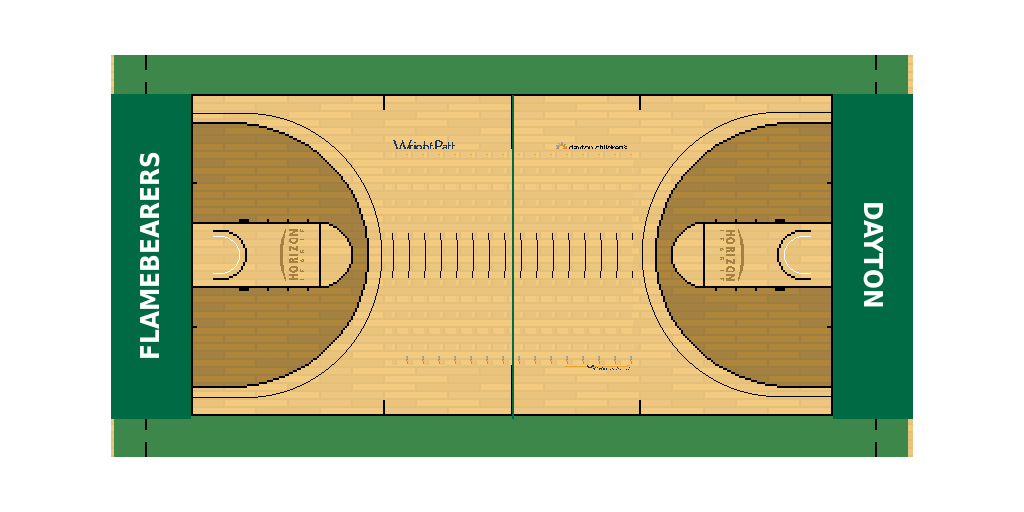 WrightPatt
dayton children's
FLAMEBEARERS
HORIZON
HORIZON
DAYTON